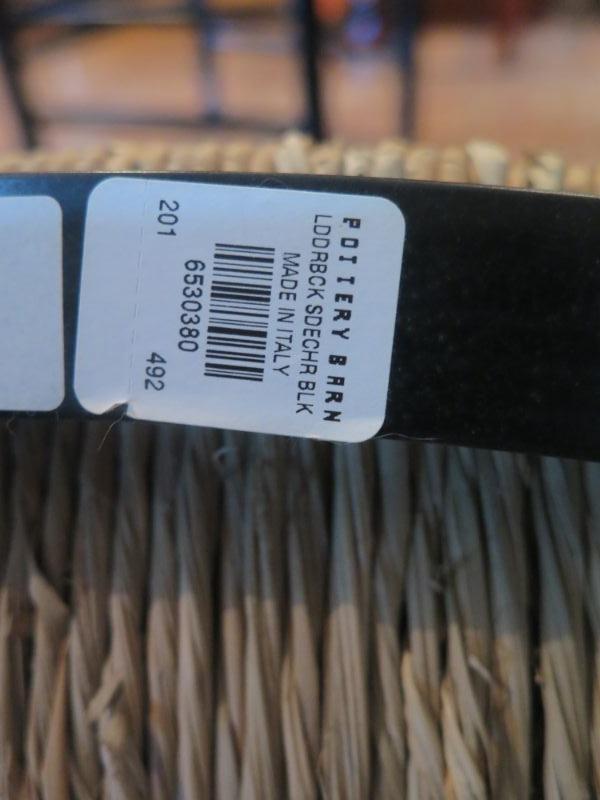 POTTERY BARN
LDDRBCK SDECHR BLK
MADE IN ITALY
6530380
201 492